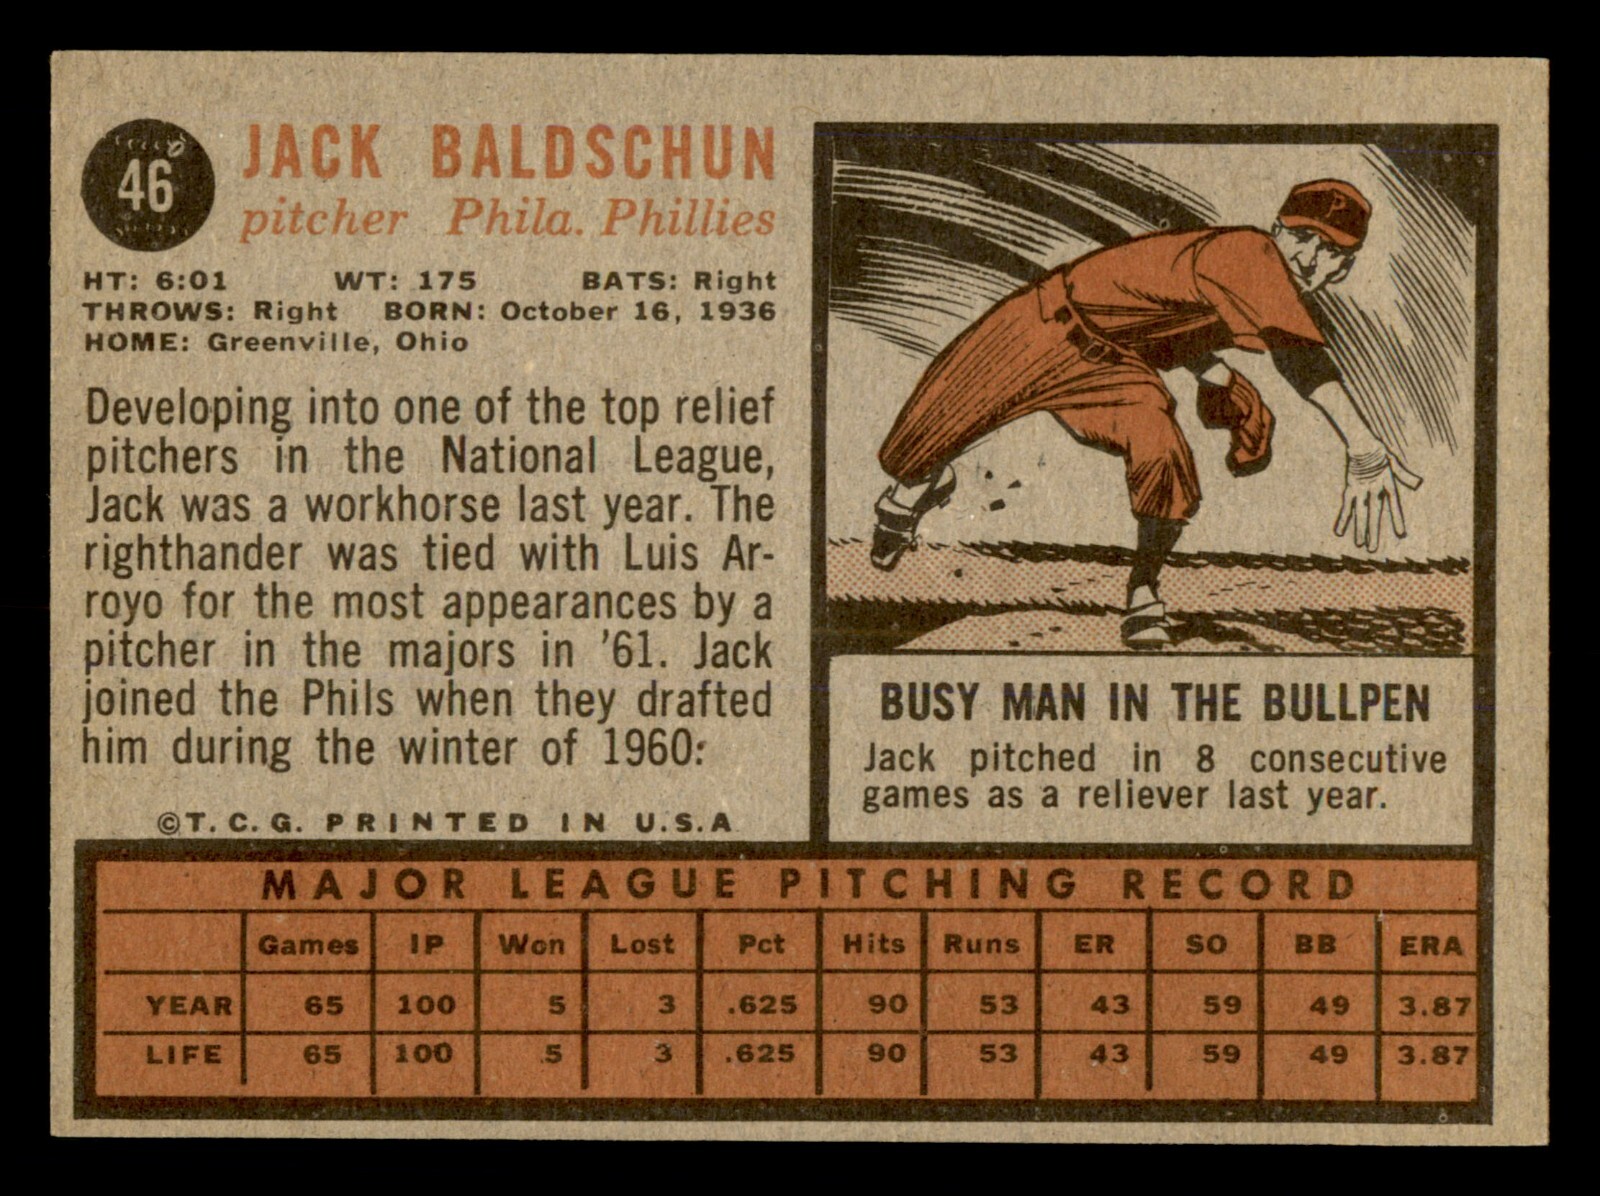 46
JACK BALDSCHUN
pitcher Phila. Phillies
HT: 6:01 WT: 175 BATS: Right
THROWS: Right BORN: October 16, 1936
HOME: Greenville, Ohio
Developing into one of the top relief
pitchers in the National League,
Jack was a workhorse last year. The
righthander was tied with Luis Ar-
royo for the most appearances by a
pitcher in the majors in '61. Jack
joined the Phils when they drafted
him during the winter of 1960.
©T.C.G. PRINTED IN U.S.A
P
BUSY MAN IN THE BULLPEN
Jack pitched in 8 consecutive
games as a reliever last year.
MAJOR LEAGUE PITCHING RECORD
Games IP Won Lost Pct Hits Runs ER SO BB ERA
YEAR 65 100 5 3 .625 90 53 43 59 49 3.87
LIFE 65 100 5 3 .625 90 53 43 59 49 3.87